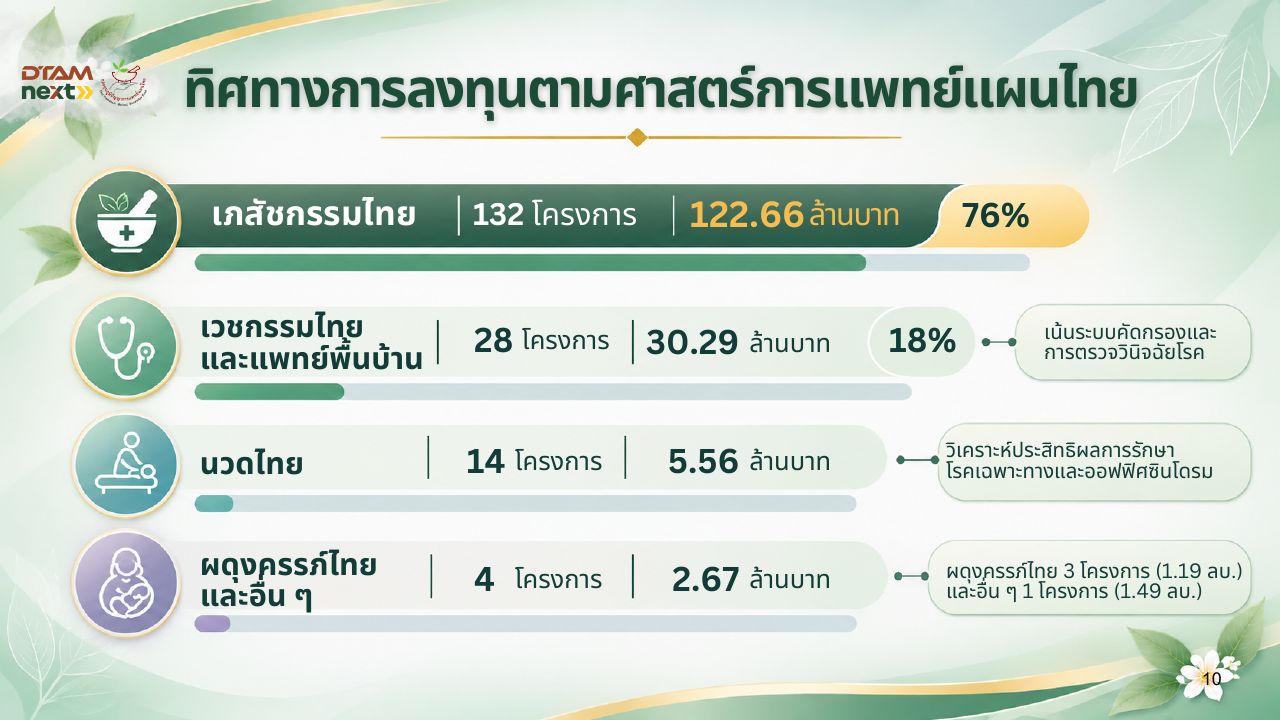 DTAM
next
ทิศทางการลงทุนตามศาสตร์การแพทย์แผนไทย
เภสัชกรรมไทย 132 โครงการ 122.66 ล้านบาท 76%
เวชกรรมไทย
และแพทย์พื้นบ้าน
28 โครงการ 30.29 ล้านบาท 18%
เน้นระบบคัดกรองและ
การตรวจวินิจฉัยโรค
นวดไทย 14 โครงการ 5.56 ล้านบาท
วิเคราะห์ประสิทธิผลการรักษา
โรคเฉพาะทางและออฟฟิศซินโดรม
ผดุงครรภ์ไทย
และอื่น ๆ
4 โครงการ 2.67 ล้านบาท
ผดุงครรภ์ไทย 3 โครงการ (1.19 ลบ.)
และอื่น ๆ 1 โครงการ (1.49 ลบ.)
10